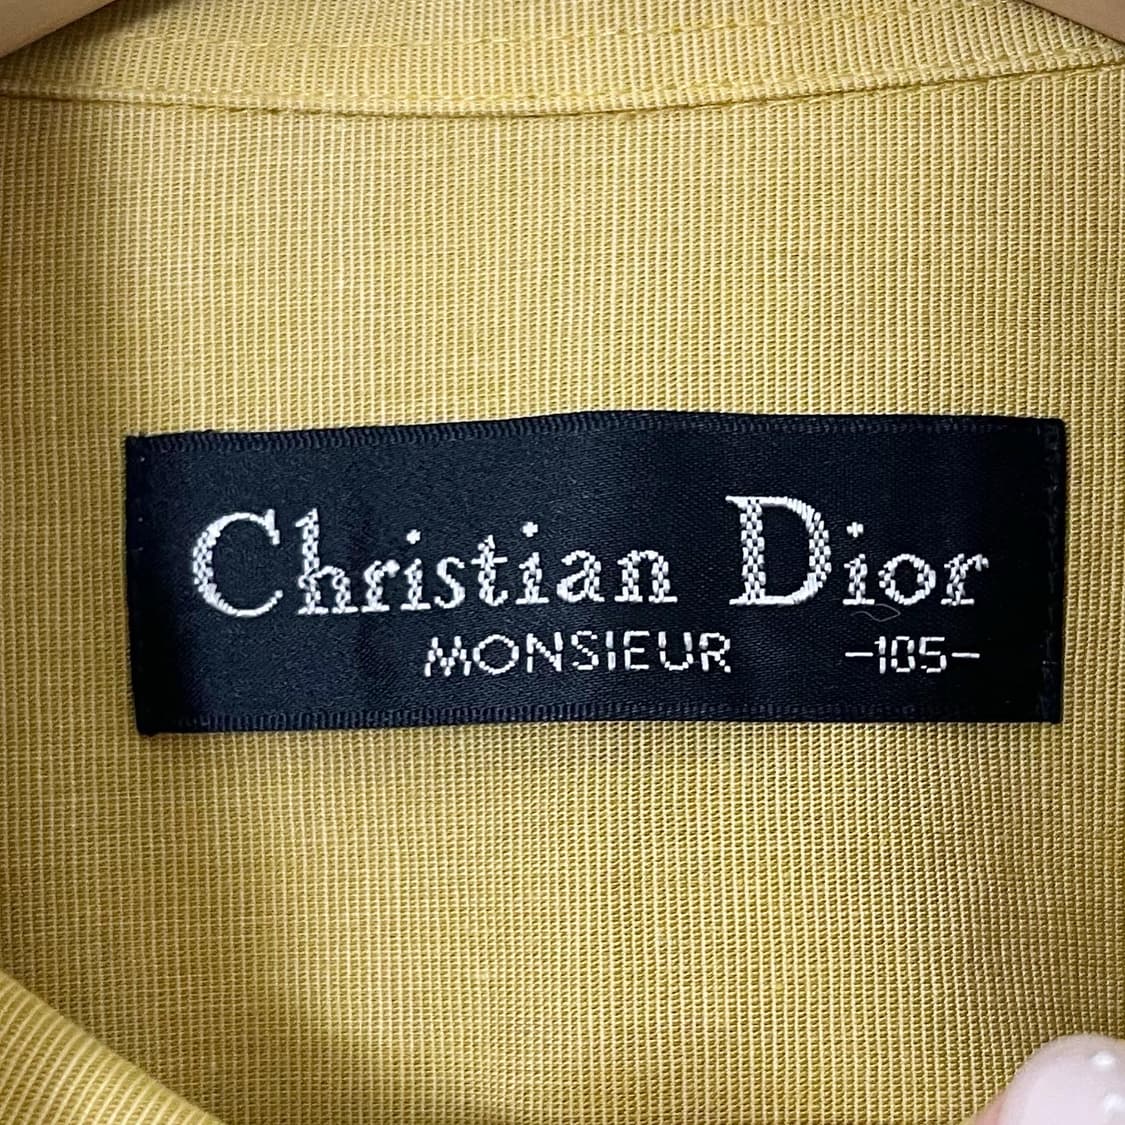 Christian Dior
MONSIEUR -105-